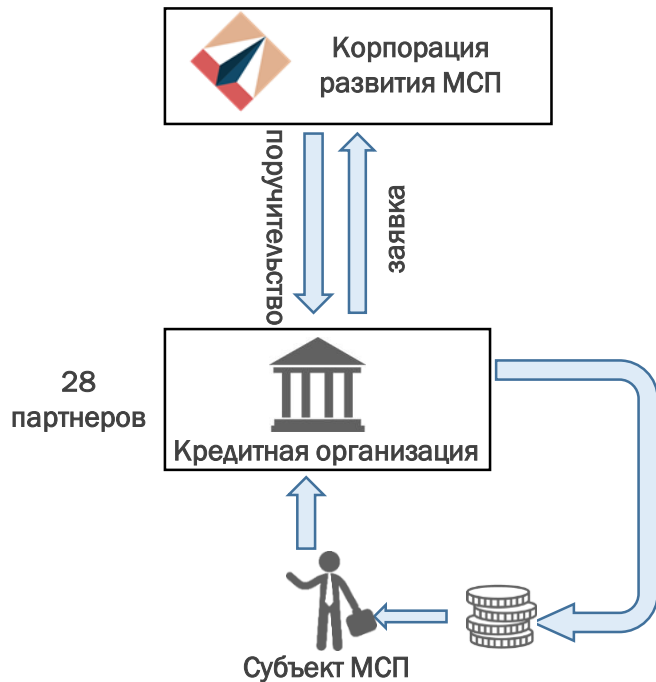 Корпорация
развития МСП
поручительство
заявка
28
партнеров
Кредитная организация
Субъект МСП